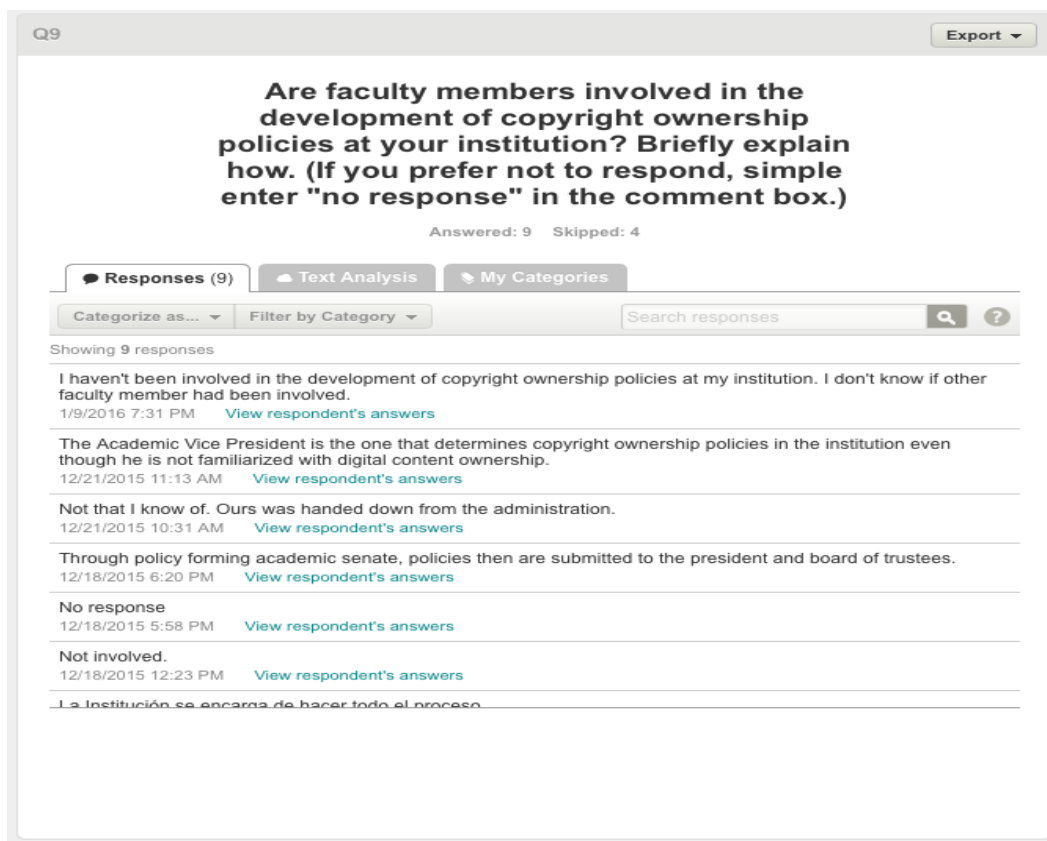 Q9
Export
Are faculty members involved in the
development of copyright ownership
policies at your institution? Briefly explain
how. (If you prefer not to respond, simple
enter "no response" in the comment box.)
Answered: 9 Skipped: 4
Responses (9) Text Analysis My Categories
Categorize as... Filter by Category Search responses ?
Showing 9 responses
I haven't been involved in the development of copyright ownership policies at my institution. I don't know if other
faculty member had been involved.
1/9/2016 7:31 PM View respondent's answers
The Academic Vice President is the one that determines copyright ownership policies in the institution even
though he is not familiarized with digital content ownership.
12/21/2015 11:13 AM View respondent's answers
Not that I know of. Ours was handed down from the administration.
12/21/2015 10:31 AM View respondent's answers
Through policy forming academic senate, policies then are submitted to the president and board of trustees.
12/18/2015 6:20 PM View respondent's answers
No response
12/18/2015 5:58 PM View respondent's answers
Not involved.
12/18/2015 12:23 PM View respondent's answers
La Institución se encarga de hacer todo el proceso